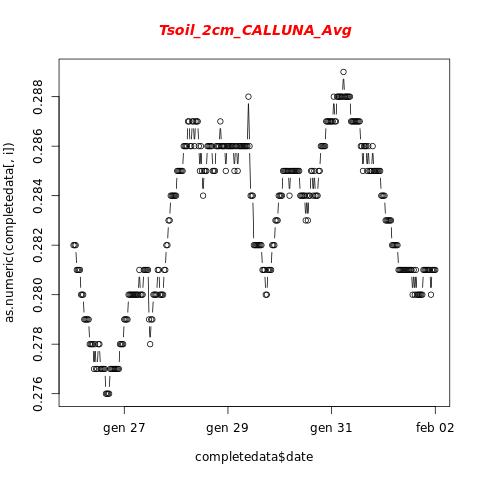 Tsoil_2cm_CALLUNA_Avg
as.numeric(completedata[, i])
0.288
0.286
0.284
0.282
0.280
0.278
0.276
gen 27 gen 29 gen 31 feb 02
completedata$date